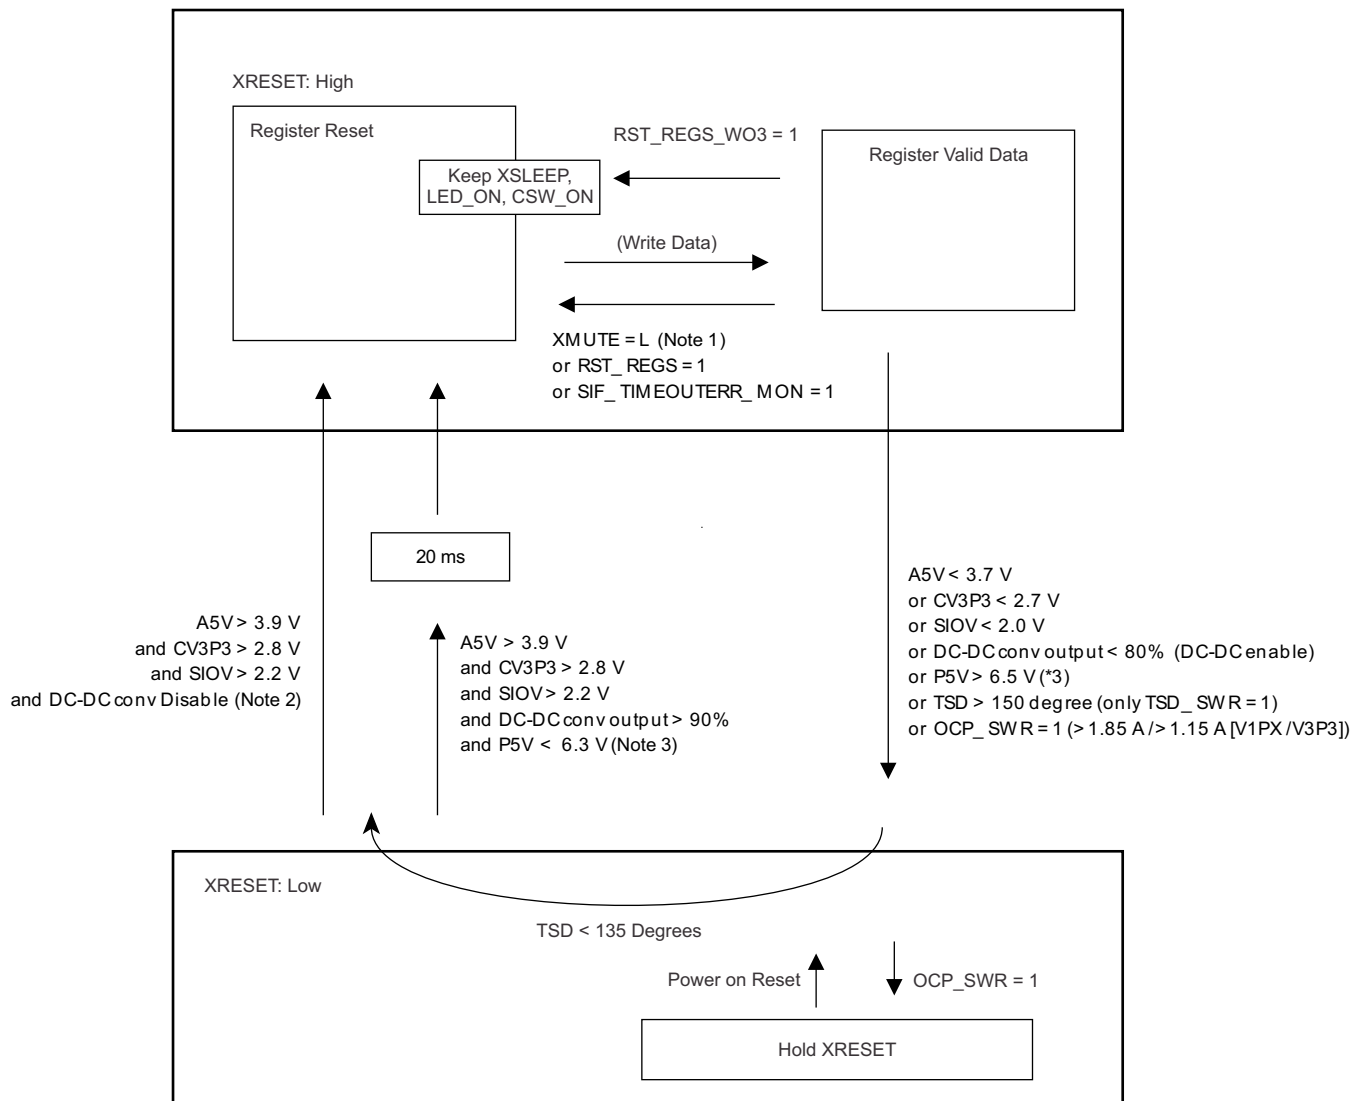 XRESET: High
Register Reset
Keep XSLEEP,
LED_ON, CSW_ON
RST_REGS_WO3 = 1
Register Valid Data
(Write Data)
XMUTE = L (Note 1)
or RST_REGS = 1
or SIF_TIMEOUTERR_MON = 1
20 ms
A5V > 3.9 V
and CV3P3 > 2.8 V
and SIOV > 2.2 V
and DC-DC conv Disable (Note 2)
A5V > 3.9 V
and CV3P3 > 2.8 V
and SIOV > 2.2 V
and DC-DC conv output > 90%
and P5V < 6.3 V (Note 3)
A5V < 3.7 V
or CV3P3 < 2.7 V
or SIOV < 2.0 V
or DC-DC conv output < 80% (DC-DC enable)
or P5V > 6.5 V (*3)
or TSD > 150 degree (only TSD_SWR = 1)
or OCP_SWR = 1 (> 1.85 A / > 1.15 A [V1PX / V3P3])
XRESET: Low
TSD < 135 Degrees
Power on Reset
OCP_SWR = 1
Hold XRESET